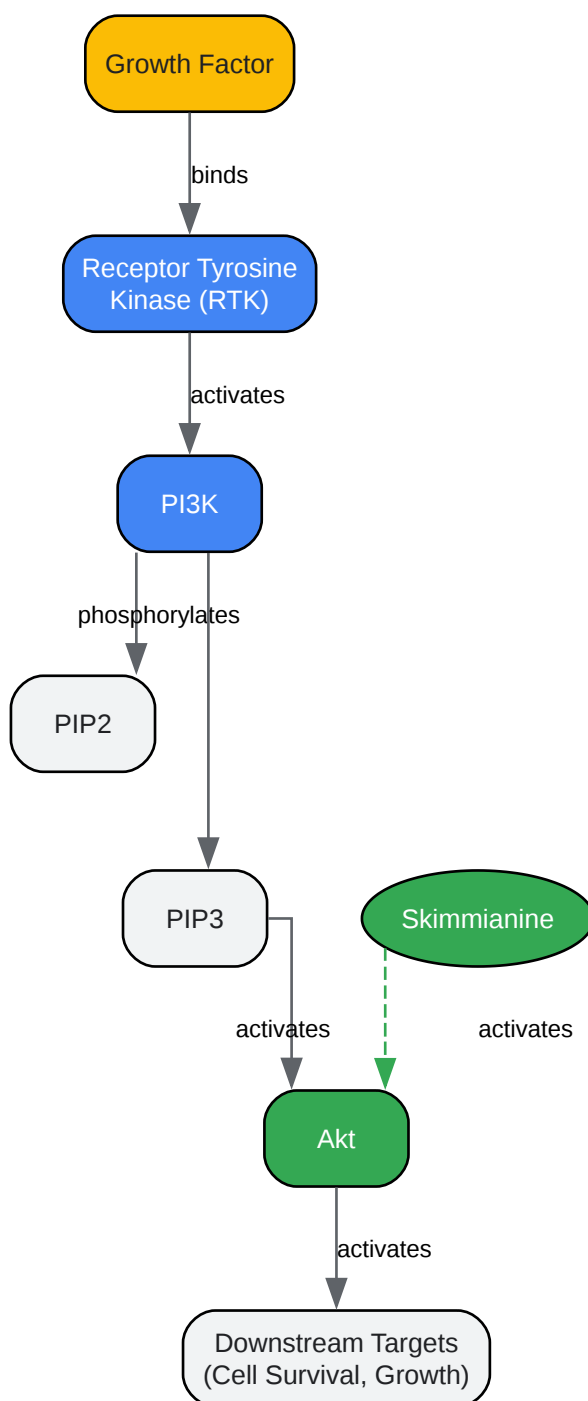 Growth Factor
binds
Receptor Tyrosine
Kinase (RTK)
activates
PI3K
phosphorylates
PIP2
PIP3
Skimmianine
activates
activates
Akt
activates
Downstream Targets
(Cell Survival, Growth)